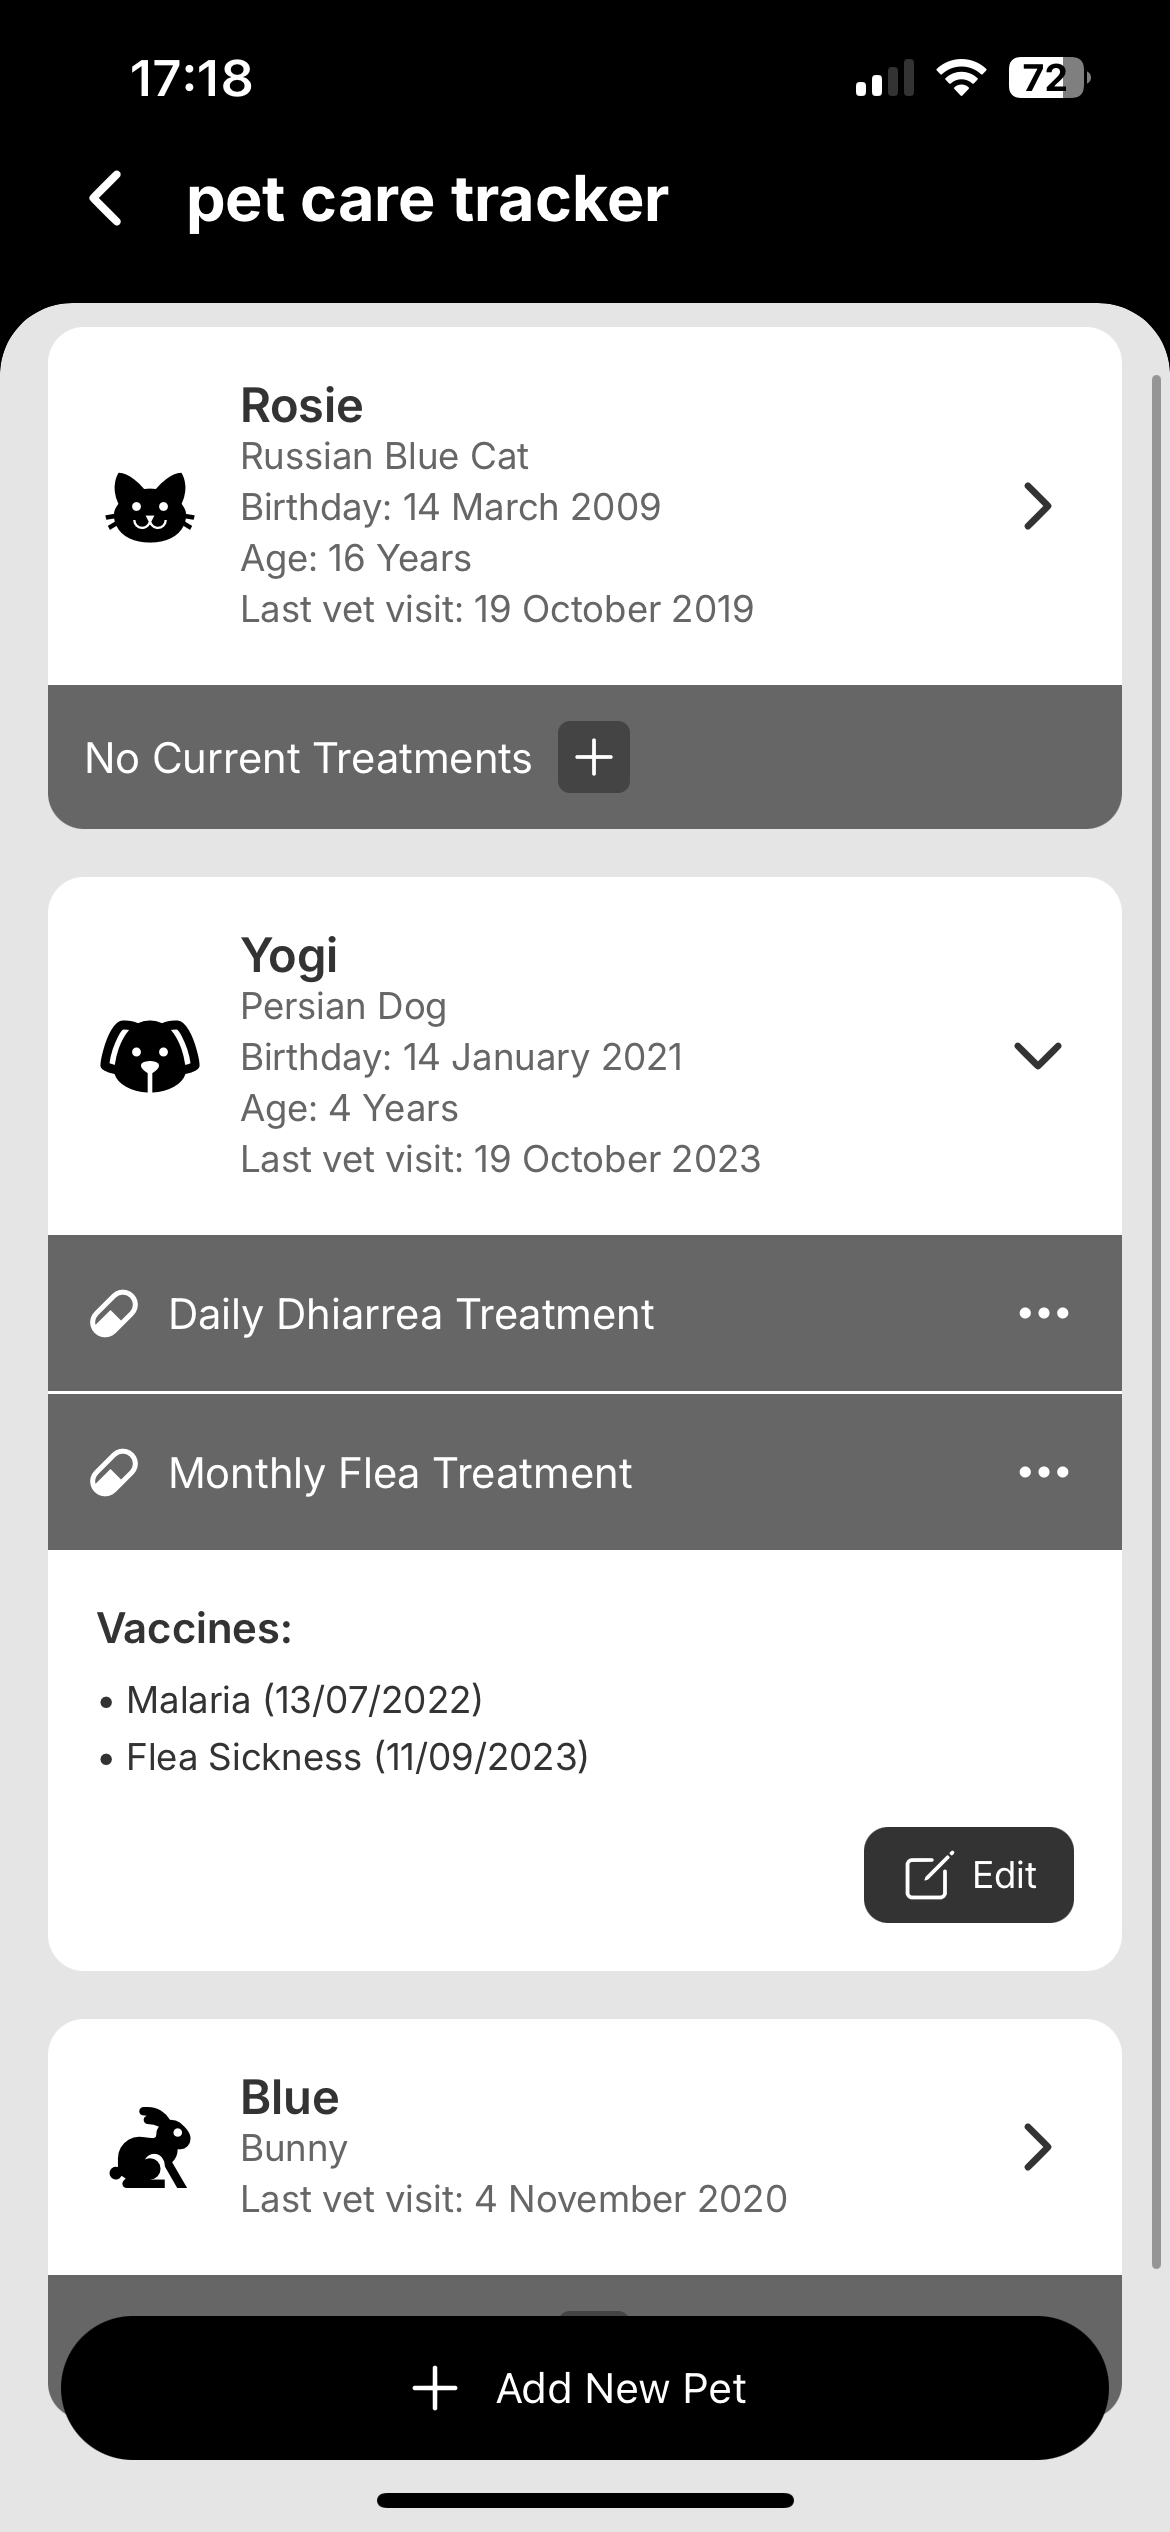 17:18
72
pet care tracker
Rosie
Russian Blue Cat
Birthday: 14 March 2009
Age: 16 Years
Last vet visit: 19 October 2019
No Current Treatments
Yogi
Persian Dog
Birthday: 14 January 2021
Age: 4 Years
Last vet visit: 19 October 2023
Daily Dhiarrea Treatment
Monthly Flea Treatment
Vaccines:
• Malaria (13/07/2022)
• Flea Sickness (11/09/2023)
Edit
Blue
Bunny
Last vet visit: 4 November 2020
Add New Pet